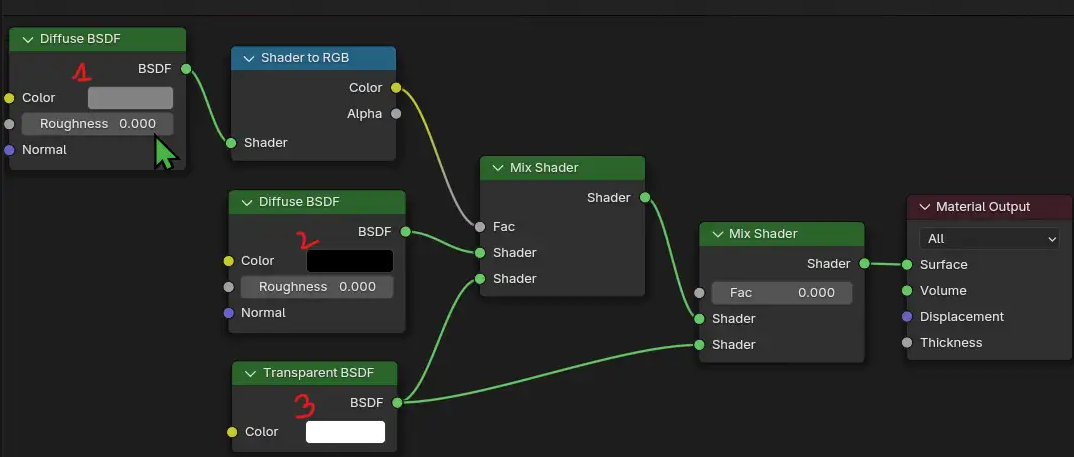 Diffuse BSDF
1
BSDF
Color
Roughness 0.000
Normal
Shader to RGB
Color
Alpha
Shader
Diffuse BSDF
2
BSDF
Color
Roughness 0.000
Normal
Transparent BSDF
3
BSDF
Color
Mix Shader
Shader
Fac
Shader
Shader
Mix Shader
Shader
Fac 0.000
Shader
Shader
Material Output
All
Surface
Volume
Displacement
Thickness